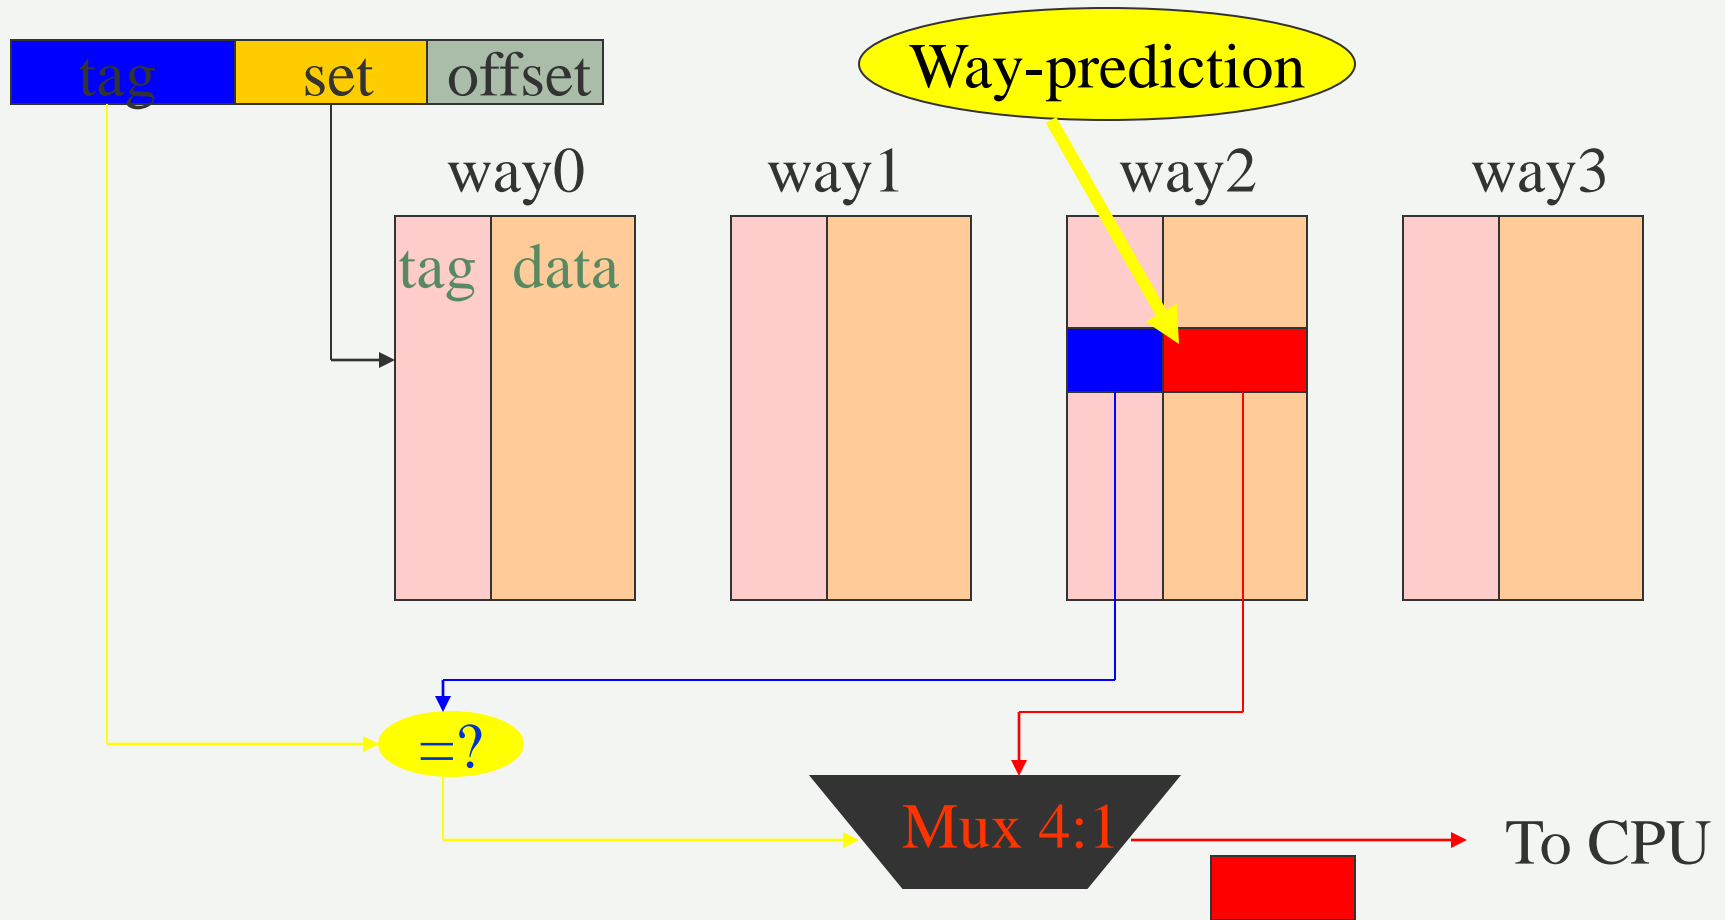 tag
set
offset
Way-prediction
way0
way1
way2
way3
tag
data
=?
Mux 4:1
To CPU